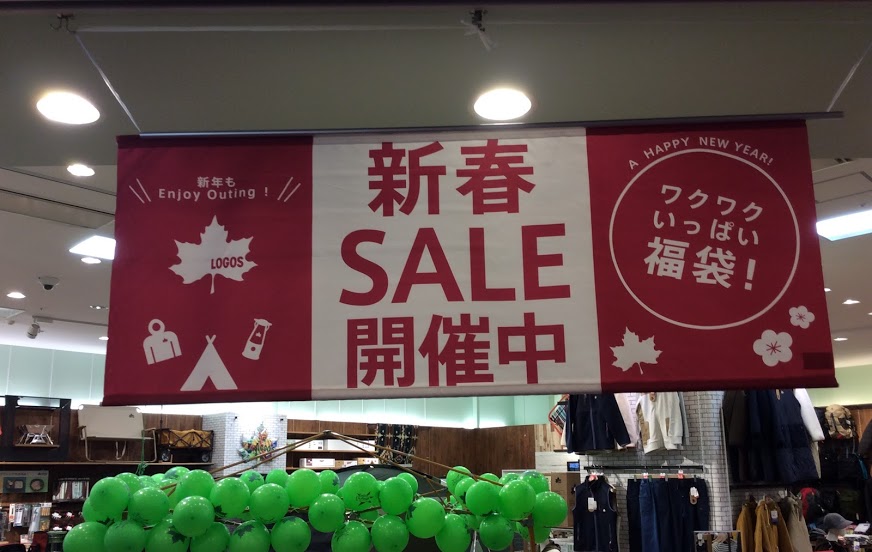 新年も
Enjoy Outing !
LOGOS
新春
SALE
開催中
A HAPPY NEW YEAR!
ワクワク
いっぱい
福袋!